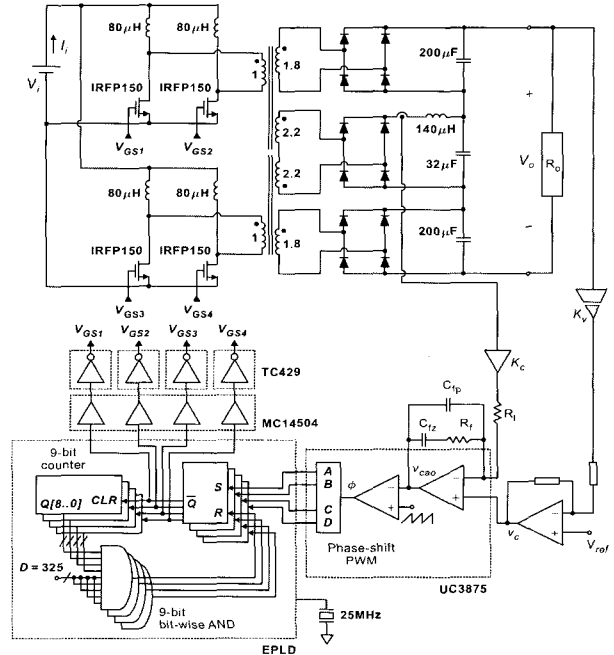 80μH
80μH
200μF
I_i
V_i
IRFP150
IRFP150
1
1.8
V_GS1
V_GS2
2.2
140μH
+
80μH
80μH
2.2
32μF
V_o
R_o
IRFP150
IRFP150
1
1.8
200μF
−
V_GS3
V_GS4
K_v
V_GS1
V_GS2
V_GS3
V_GS4
K_c
TC429
C_fp
R_I
MC14504
C_fz
R_f
9-bit
counter
v_cao
Q[8..0]
CLR
Q
S
R
A
B
C
D
ϕ
−
+
−
+
−
+
v_c
V_ref
Phase-shift
PWM
D = 325
UC3875
9-bit
bit-wise AND
25MHz
EPLD